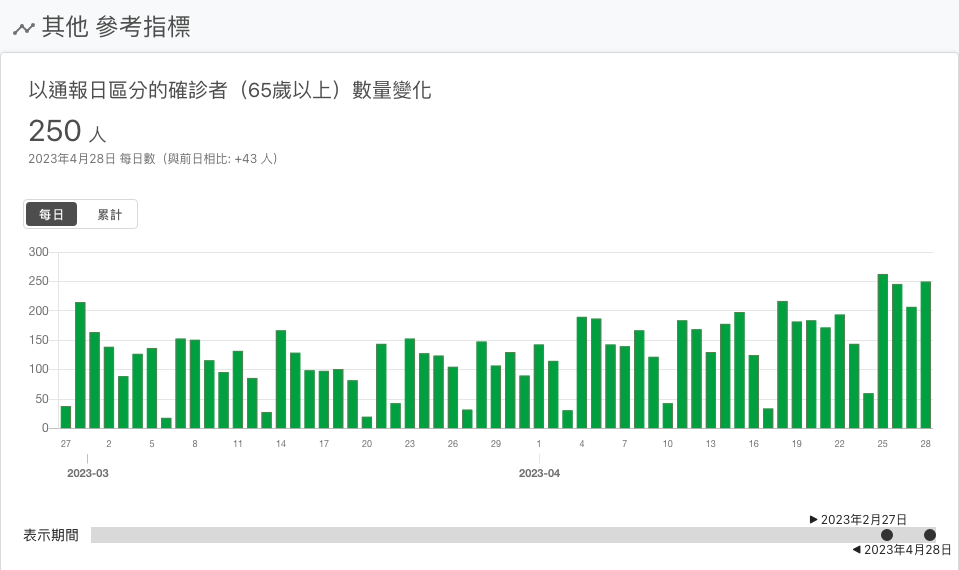 其他 參考指標
以通報日區分的確診者（65歲以上）數量變化
250 人
2023年4月28日 每日數（與前日相比: +43 人）
每日 累計
300
250
200
150
100
50
0
27 2 5 8 11 14 17 20 23 26 29 1 4 7 10 13 16 19 22 25 28
2023-03 2023-04
▶ 2023年2月27日
表示期間
◀ 2023年4月28日